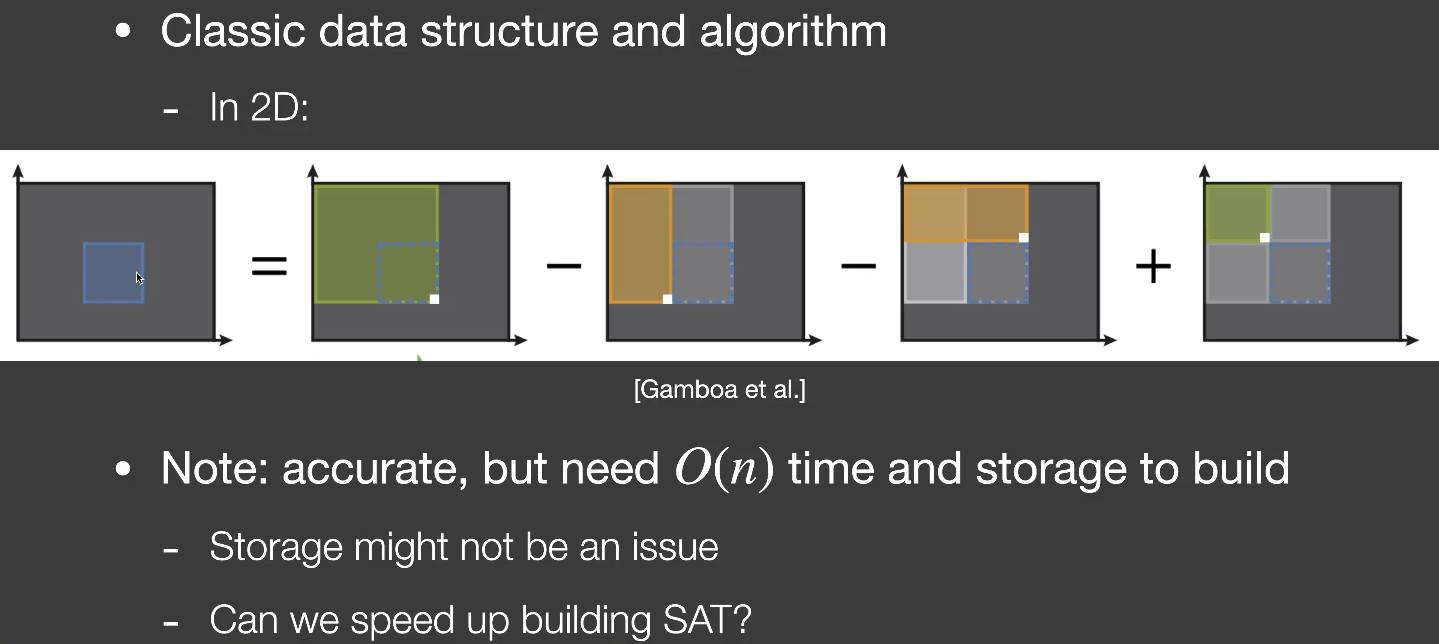 • Classic data structure and algorithm
- In 2D:
= − − +
[Gamboa et al.]
• Note: accurate, but need O(n) time and storage to build
- Storage might not be an issue
- Can we speed up building SAT?